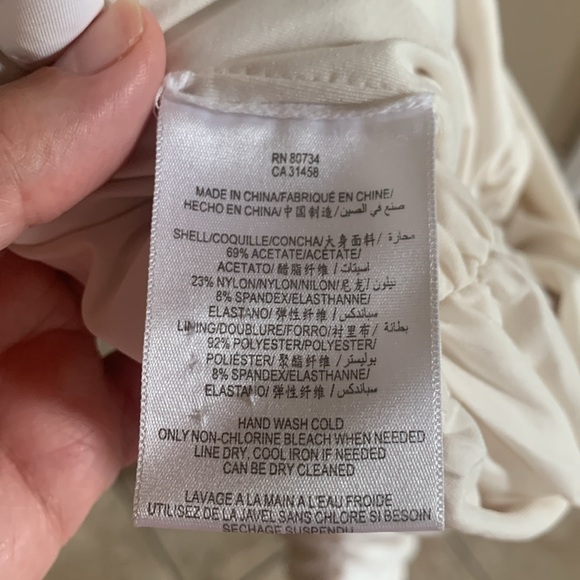 RN 80734
CA 31458
MADE IN CHINA/FABRIQUÉ EN CHINE/
HECHO EN CHINA/中国制造/صنع في الصين
SHELL/COQUILLE/CONCHA/大身面料/محارة
69% ACETATE/ACÉTATE/
ACETATO/醋脂纤维/أسيتات
23% NYLON/NYLON/NILON/尼龙/نيلون
8% SPANDEX/ELASTHANNE/
ELASTANO/弹性纤维/سباندكس
LINING/DOUBLURE/FORRO/衬里布/بطانة
92% POLYESTER/POLYESTER/
POLIÉSTER/聚酯纤维/بوليستر
8% SPANDEX/ELASTHANNE/
ELASTANO/弹性纤维/سباندكس
HAND WASH COLD
ONLY NON-CHLORINE BLEACH WHEN NEEDED
LINE DRY, COOL IRON IF NEEDED
CAN BE DRY CLEANED
LAVAGE A LA MAIN A L'EAU FROIDE
UTILISEZ DE LA JAVEL SANS CHLORE SI BESOIN
SECHAGE SUSPENDU